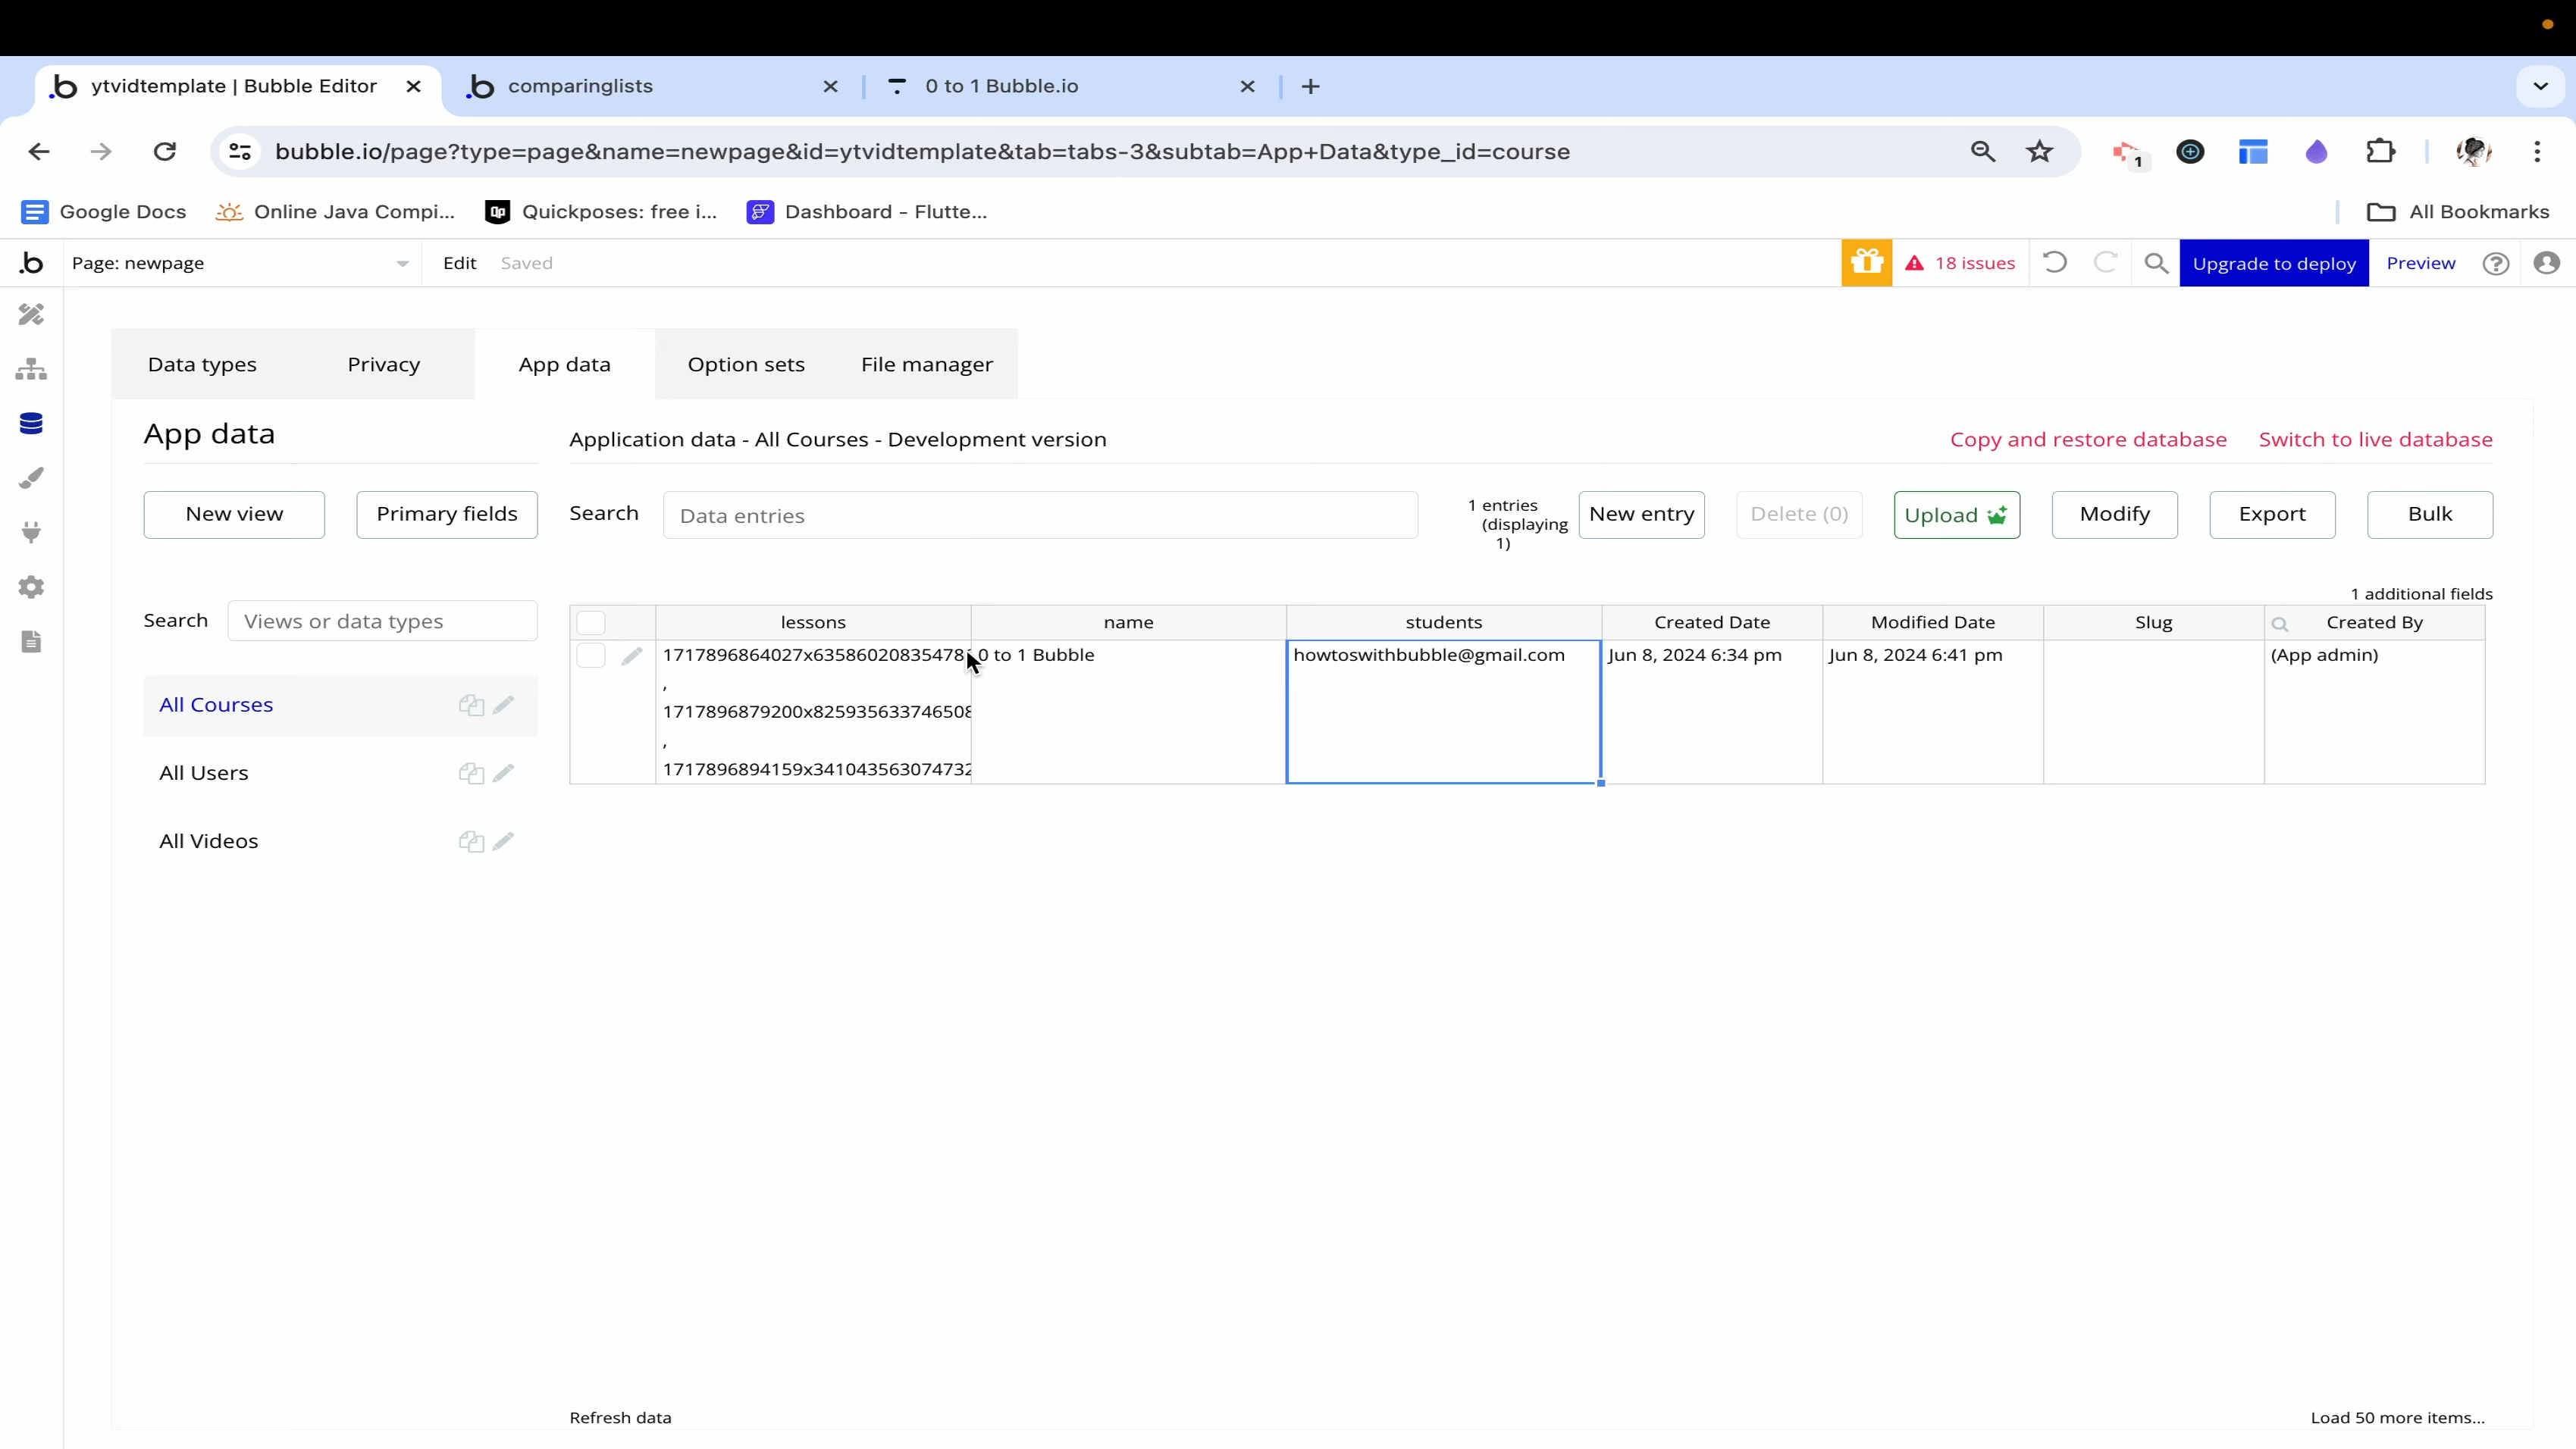 ytvidtemplate | Bubble Editor
comparinglists
0 to 1 Bubble.io
bubble.io/page?type=page&name=newpage&id=ytvidtemplate&tab=tabs-3&subtab=App+Data&type_id=course
1
Google Docs
Online Java Compi...
Quickposes: free i...
Dashboard - Flutte...
All Bookmarks
Page: newpage
Edit
Saved
18 issues
Upgrade to deploy
Preview
Data types
Privacy
App data
Option sets
File manager
App data
Application data - All Courses - Development version
Copy and restore database
Switch to live database
New view
Primary fields
Search
Data entries
1 entries
(displaying
1)
New entry
Delete (0)
Upload
Modify
Export
Bulk
1 additional fields
Search
Views or data types
lessons
name
students
Created Date
Modified Date
Slug
Created By
1717896864027x63586020835478
0 to 1 Bubble
howtoswithbubble@gmail.com
Jun 8, 2024 6:34 pm
Jun 8, 2024 6:41 pm
(App admin)
,
1717896879200x825935633746508
,
1717896894159x341043563074732
All Courses
All Users
All Videos
Refresh data
Load 50 more items...